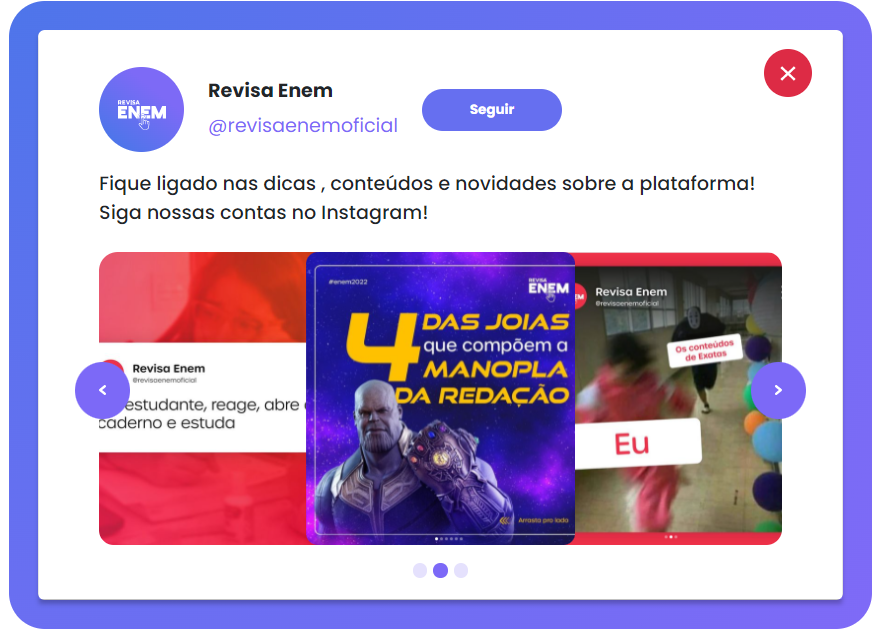 REVISA
ENEM
Revisa Enem
@revisaenemoficial
Seguir
Fique ligado nas dicas , conteúdos e novidades sobre a plataforma!
Siga nossas contas no Instagram!
Revisa Enem
@revisaenemoficial
estudante, reage, abre
caderno e estuda
#enem2022
REVISA
ENEM
4 DAS JOIAS
que compõem a
MANOPLA
DA REDAÇÃO
Arrasta pro lado
Revisa Enem
@revisaenemoficial
Os conteúdos
de Exatas
Eu